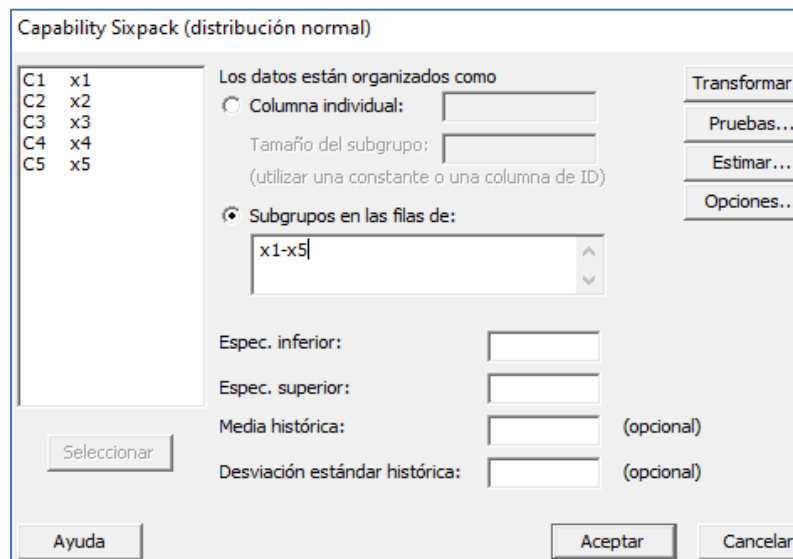 Capability Sixpack (distribución normal)
C1 x1
C2 x2
C3 x3
C4 x4
C5 x5
Los datos están organizados como
Columna individual:
Tamaño del subgrupo:
(utilizar una constante o una columna de ID)
Subgrupos en las filas de:
x1-x5
Espec. inferior:
Espec. superior:
Media histórica: (opcional)
Desviación estándar histórica: (opcional)
Transformar
Pruebas...
Estimar...
Opciones..
Seleccionar
Ayuda
Aceptar
Cancelar